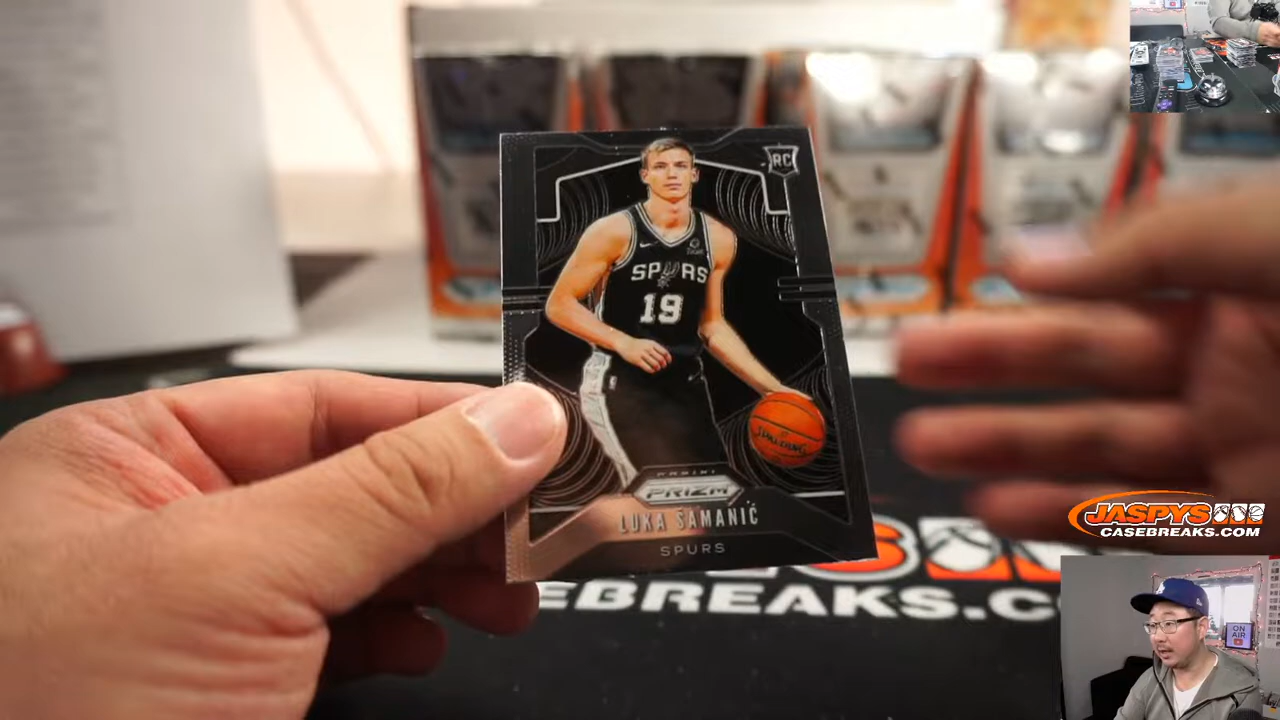 RC
SPURS
19
SPALDING
PANINI
PRIZM
LUKA ŠAMANIĆ
SPURS
EBREAKS.C
JASPYS
CASEBREAKS.COM
ON
AIR